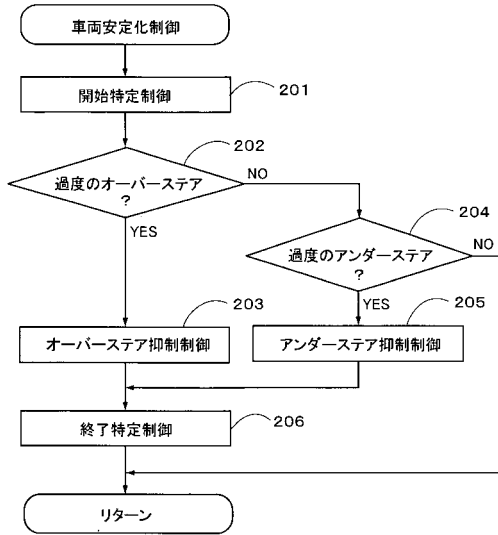 車両安定化制御
開始特定制御
201
202
過度のオーバーステア
?
NO
YES
204
過度のアンダーステア
?
NO
YES
203
オーバーステア抑制制御
205
アンダーステア抑制制御
206
終了特定制御
リターン